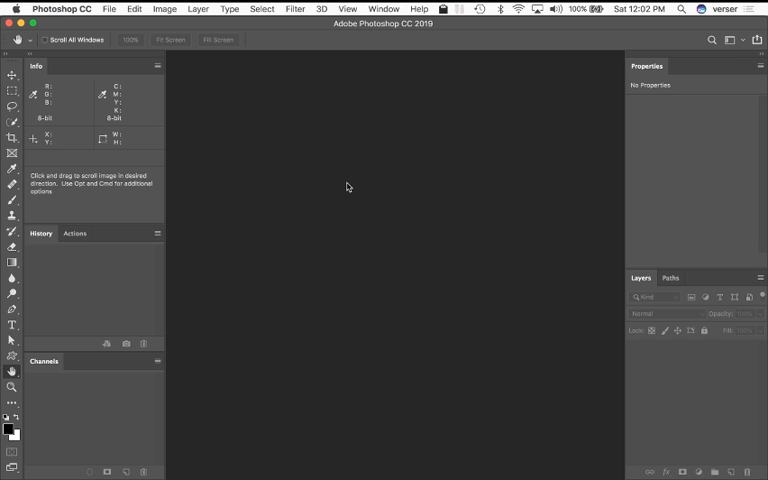 Photoshop CC File Edit Image Layer Type Select Filter 3D View Window Help 100% Sat 12:02 PM verser
Adobe Photoshop CC 2019
Scroll All Windows 100% Fit Screen Fill Screen
Info
R: C:
G: M:
B: Y:
K:
8-bit 8-bit
X: W:
Y: H:
Click and drag to scroll image in desired
direction. Use Opt and Cmd for additional
options
History Actions
Channels
Properties
No Properties
Layers Paths
Kind
Normal Opacity: 100%
Lock: Fill: 100%
fx